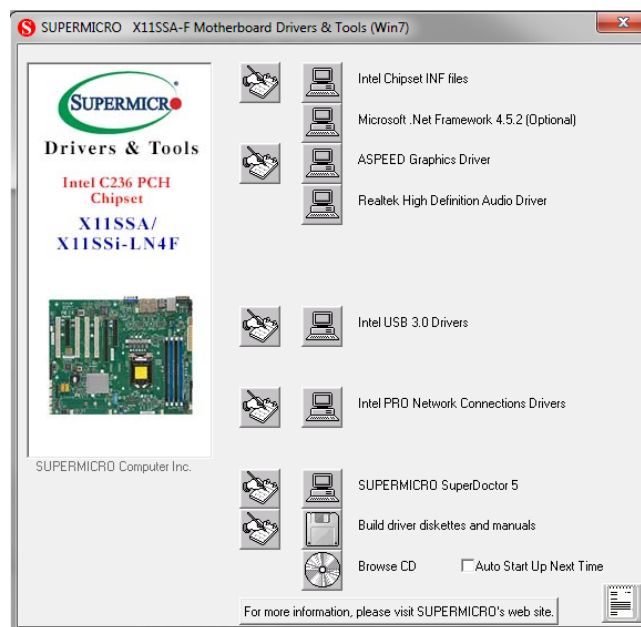 SUPERMICRO X11SSA-F Motherboard Drivers & Tools (Win7)
SUPERMICRO
Drivers & Tools
Intel C236 PCH
Chipset
X11SSA/
X11SSi-LN4F
SUPERMICRO Computer Inc.
Intel Chipset INF files
Microsoft .Net Framework 4.5.2 (Optional)
ASPEED Graphics Driver
Realtek High Definition Audio Driver
Intel USB 3.0 Drivers
Intel PRO Network Connections Drivers
SUPERMICRO SuperDoctor 5
Build driver diskettes and manuals
Browse CD
Auto Start Up Next Time
For more information, please visit SUPERMICRO's web site.